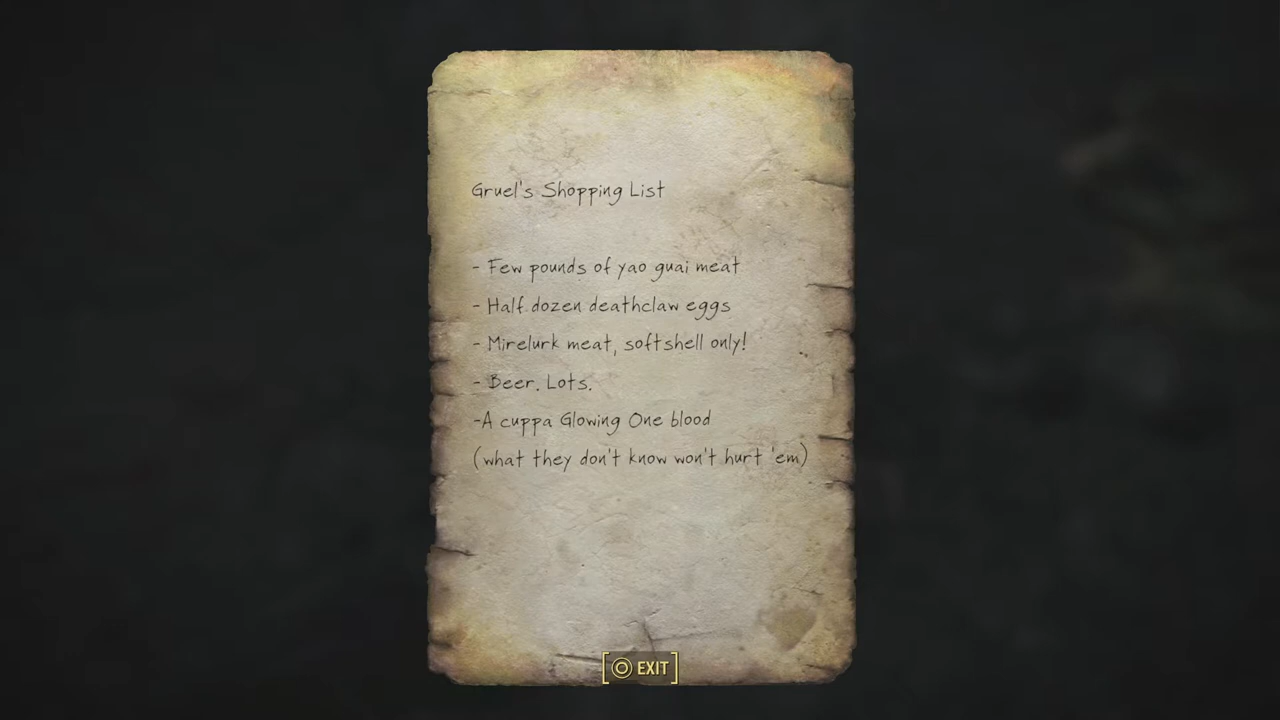 Gruel's Shopping List
- Few pounds of yao guai meat
- Half dozen deathclaw eggs
- Mirelurk meat, softshell only!
- Beer. Lots.
-A cuppa Glowing One blood
(what they don't know won't hurt 'em)
EXIT